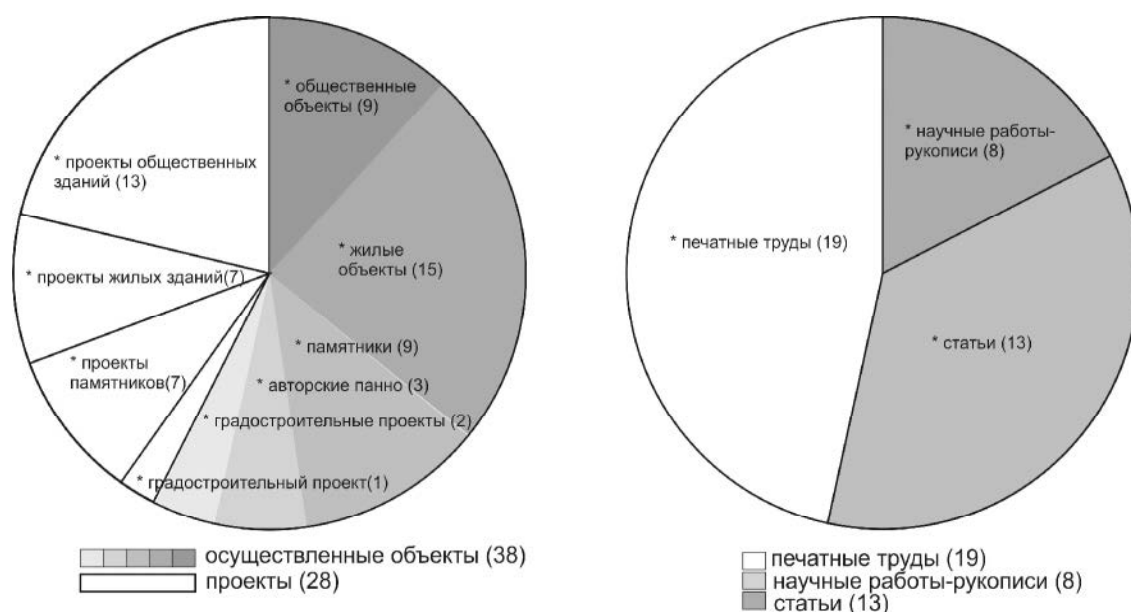 * общественные
объекты (9)
* проекты общественных
зданий (13)
* жилые
объекты (15)
* проекты жилых зданий(7)
* памятники (9)
* проекты
памятников(7)
* авторские панно (3)
* градостроительные проекты (2)
* градостроительный проект(1)
осуществленные объекты (38)
проекты (28)
* научные работы-
рукописи (8)
* печатные труды (19)
* статьи (13)
печатные труды (19)
научные работы-рукописи (8)
статьи (13)